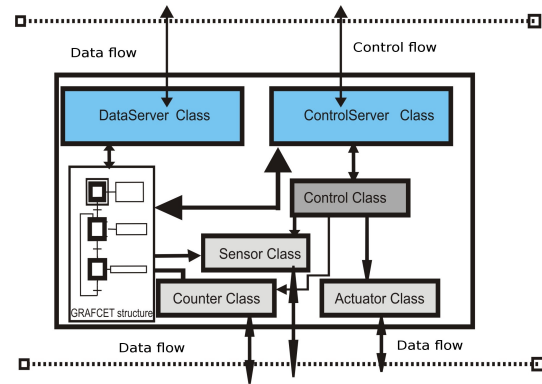 Data flow
Control flow
DataServer Class
ControlServer Class
Control Class
Sensor Class
Counter Class
Actuator Class
GRAFCET structure
Data flow
Data flow